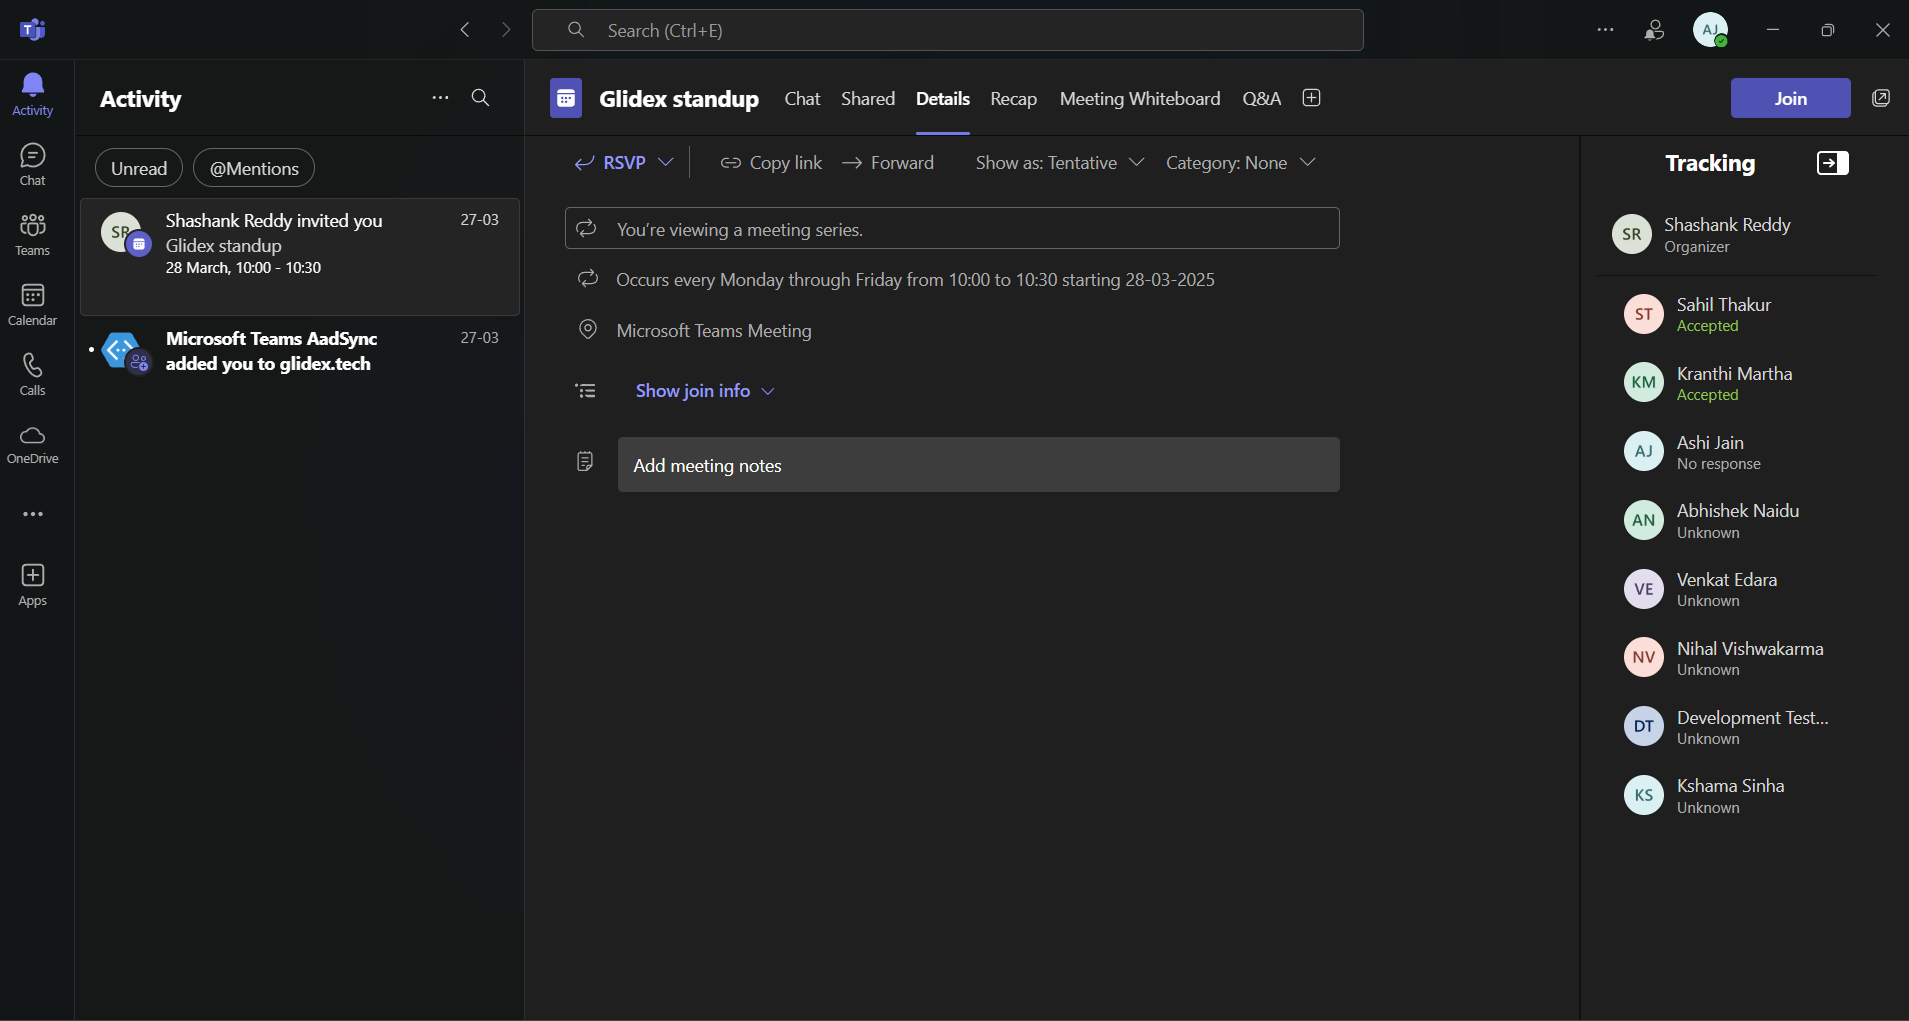 Search (Ctrl+E)
AJ
Activity
Chat
Teams
Calendar
Calls
OneDrive
Apps
Activity
Unread
@Mentions
SR
Shashank Reddy invited you
27-03
Glidex standup
28 March, 10:00 - 10:30
Microsoft Teams AadSync
27-03
added you to glidex.tech
Glidex standup
Chat
Shared
Details
Recap
Meeting Whiteboard
Q&A
Join
RSVP
Copy link
Forward
Show as: Tentative
Category: None
You're viewing a meeting series.
Occurs every Monday through Friday from 10:00 to 10:30 starting 28-03-2025
Microsoft Teams Meeting
Show join info
Add meeting notes
Tracking
SR
Shashank Reddy
Organizer
ST
Sahil Thakur
Accepted
KM
Kranthi Martha
Accepted
AJ
Ashi Jain
No response
AN
Abhishek Naidu
Unknown
VE
Venkat Edara
Unknown
NV
Nihal Vishwakarma
Unknown
DT
Development Test...
Unknown
KS
Kshama Sinha
Unknown